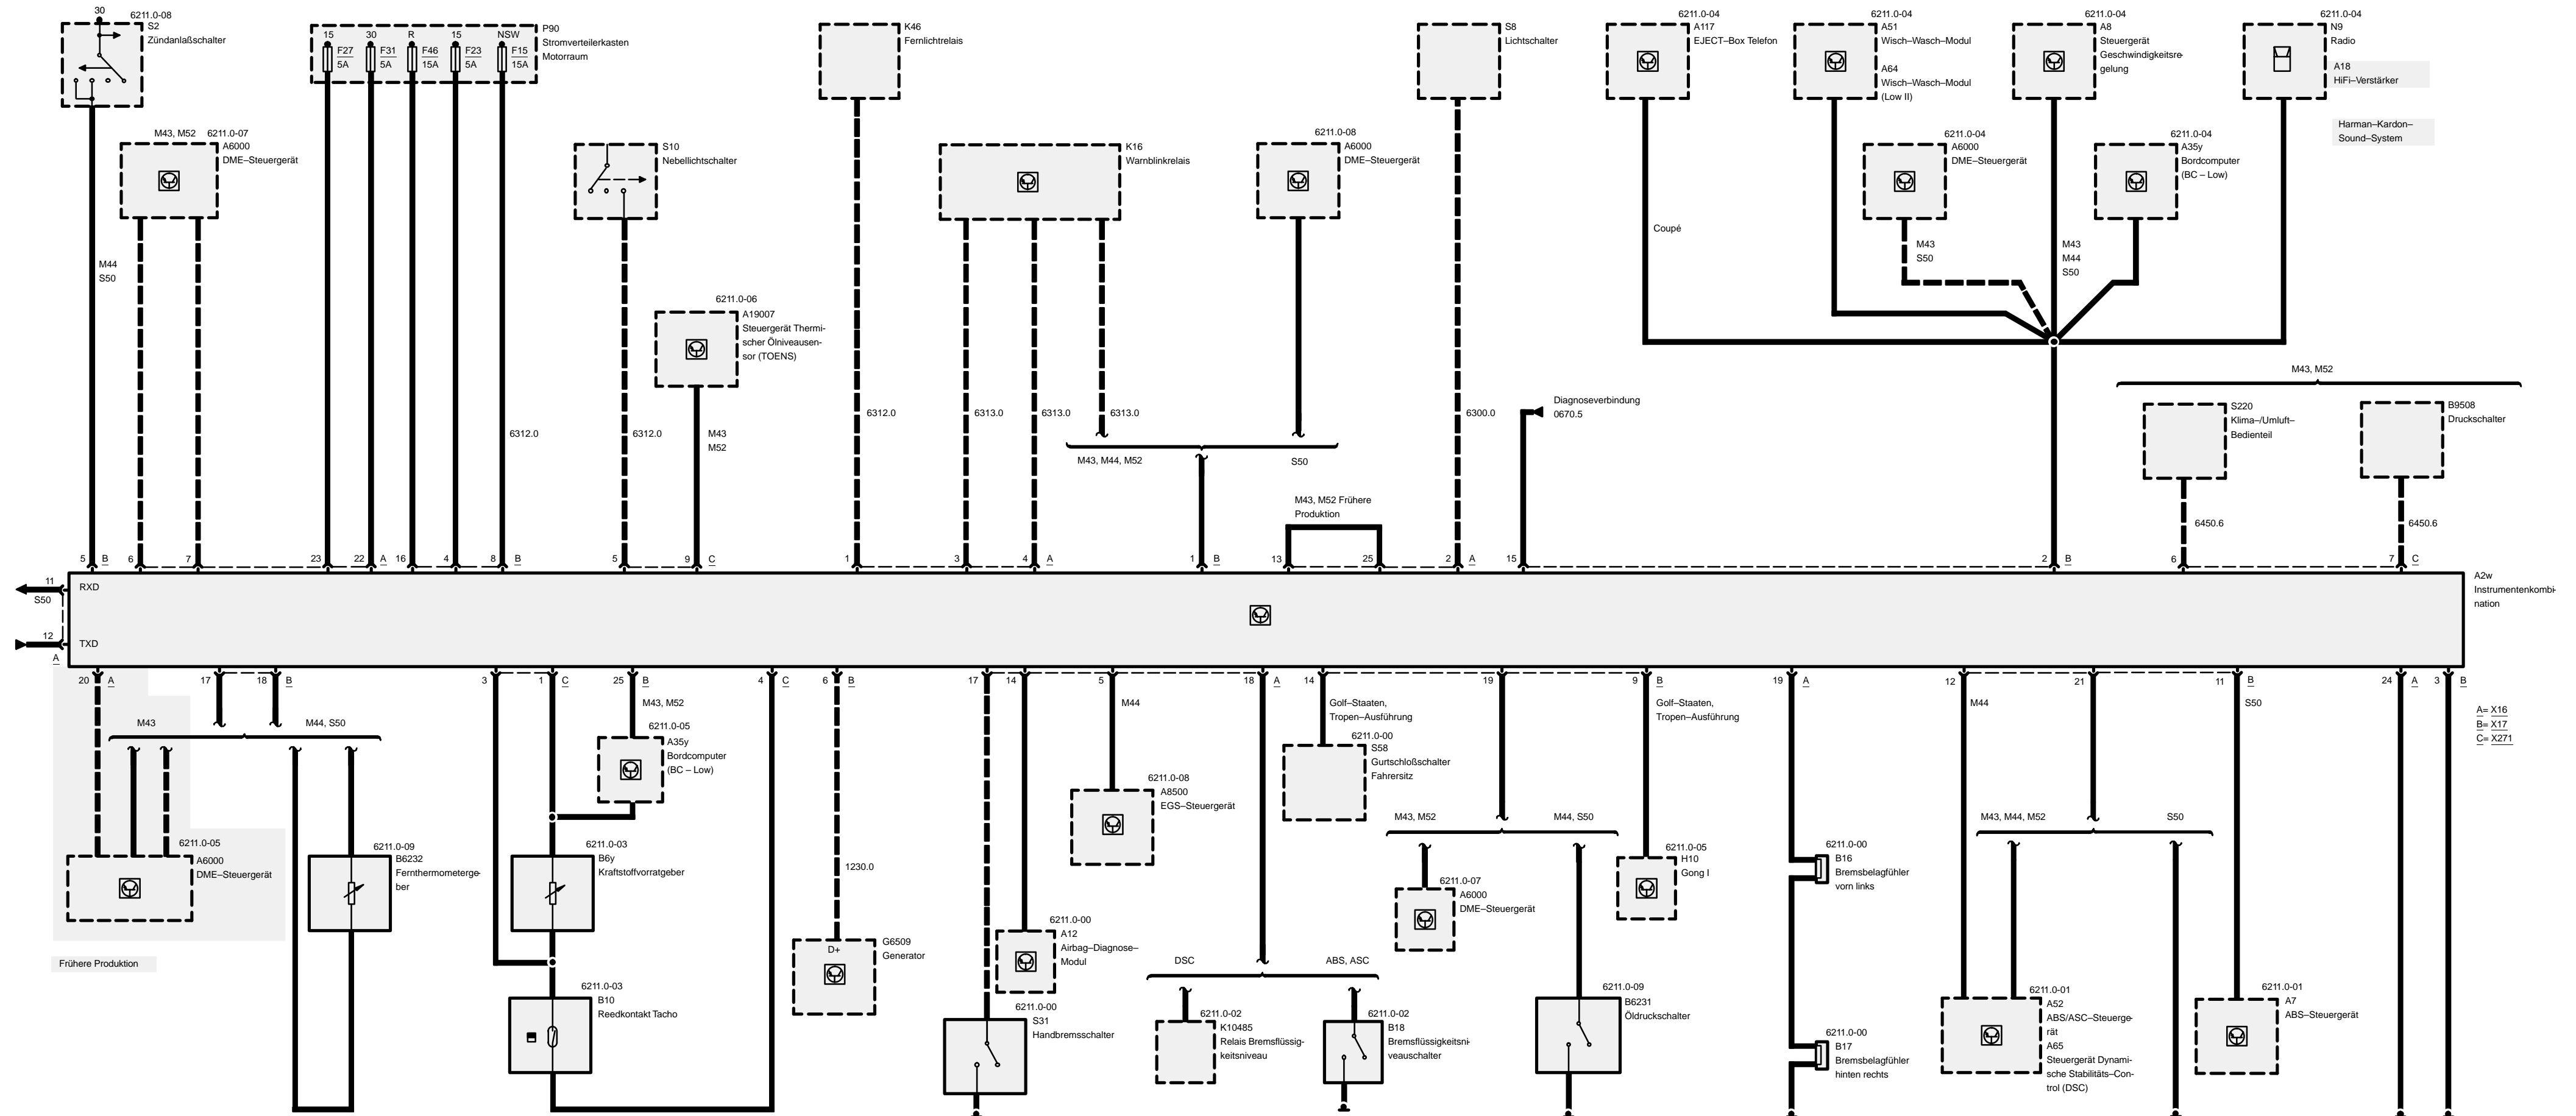 30
6211.0-08
S2
Zündanlaßschalter
15
30
R
15
NSW
F27
5A
F31
5A
F46
15A
F23
5A
F15
15A
P90
Stromverteilerkasten
Motorraum
K46
Fernlichtrelais
S8
Lichtschalter
6211.0-04
A117
EJECT–Box Telefon
6211.0-04
A51
Wisch–Wasch–Modul
A64
Wisch–Wasch–Modul
(Low II)
6211.0-04
A8
Steuergerät
Geschwindigkeitsre-
gelung
6211.0-04
N9
Radio
A18
HiFi–Verstärker
Harman–Kardon–
Sound–System
M43, M52
6211.0-07
A6000
DME–Steuergerät
S10
Nebellichtschalter
K16
Warnblinkrelais
6211.0-08
A6000
DME–Steuergerät
6211.0-04
A6000
DME–Steuergerät
6211.0-04
A35y
Bordcomputer
(BC – Low)
M44
S50
Coupé
M43
S50
M43
M44
S50
6211.0-06
A19007
Steuergerät Thermi-
scher Ölniveausen-
sor (TOENS)
M43, M52
S220
Klima–/Umluft–
Bedienteil
B9508
Druckschalter
Diagnoseverbindung
0670.5
6312.0
6312.0
M43
M52
6312.0
6313.0
6313.0
6313.0
6300.0
M43, M44, M52
S50
M43, M52 Frühere
Produktion
6450.6
6450.6
5
B
6
7
23
22
A
16
4
8
B
5
9
C
1
3
4
A
1
B
13
25
2
A
15
2
B
6
7
C
11
S50
RXD
12
TXD
A
A2w
Instrumentenkombi-
nation
20
A
17
18
B
3
1
C
25
B
4
C
6
B
17
14
5
18
A
14
19
9
B
19
A
12
21
11
B
24
A
3
B
M43
M44, S50
M43, M52
M44
Golf–Staaten,
Tropen–Ausführung
Golf–Staaten,
Tropen–Ausführung
M44
S50
A= X16
B= X17
C= X271
6211.0-05
A35y
Bordcomputer
(BC – Low)
6211.0-00
S58
Gurtschloßschalter
Fahrersitz
6211.0-08
A8500
EGS–Steuergerät
M43, M52
M44, S50
M43, M44, M52
S50
6211.0-05
A6000
DME–Steuergerät
6211.0-09
B6232
Fernthermometerge-
ber
6211.0-03
B6y
Kraftstoffvorratgeber
1230.0
6211.0-05
H10
Gong I
6211.0-00
B16
Bremsbelagfühler
vorn links
6211.0-07
A6000
DME–Steuergerät
Frühere Produktion
D+
G6509
Generator
6211.0-00
A12
Airbag–Diagnose–
Modul
DSC
ABS, ASC
6211.0-03
B10
Reedkontakt Tacho
6211.0-00
S31
Handbremsschalter
6211.0-02
K10485
Relais Bremsflüssig-
keitsniveau
6211.0-02
B18
Bremsflüssigkeitsni-
veauschalter
6211.0-09
B6231
Öldruckschalter
6211.0-00
B17
Bremsbelagfühler
hinten rechts
6211.0-01
A52
ABS/ASC–Steuerge-
rät
A65
Steuergerät Dynami-
sche Stabilitäts–Con-
trol (DSC)
6211.0-01
A7
ABS–Steuergerät